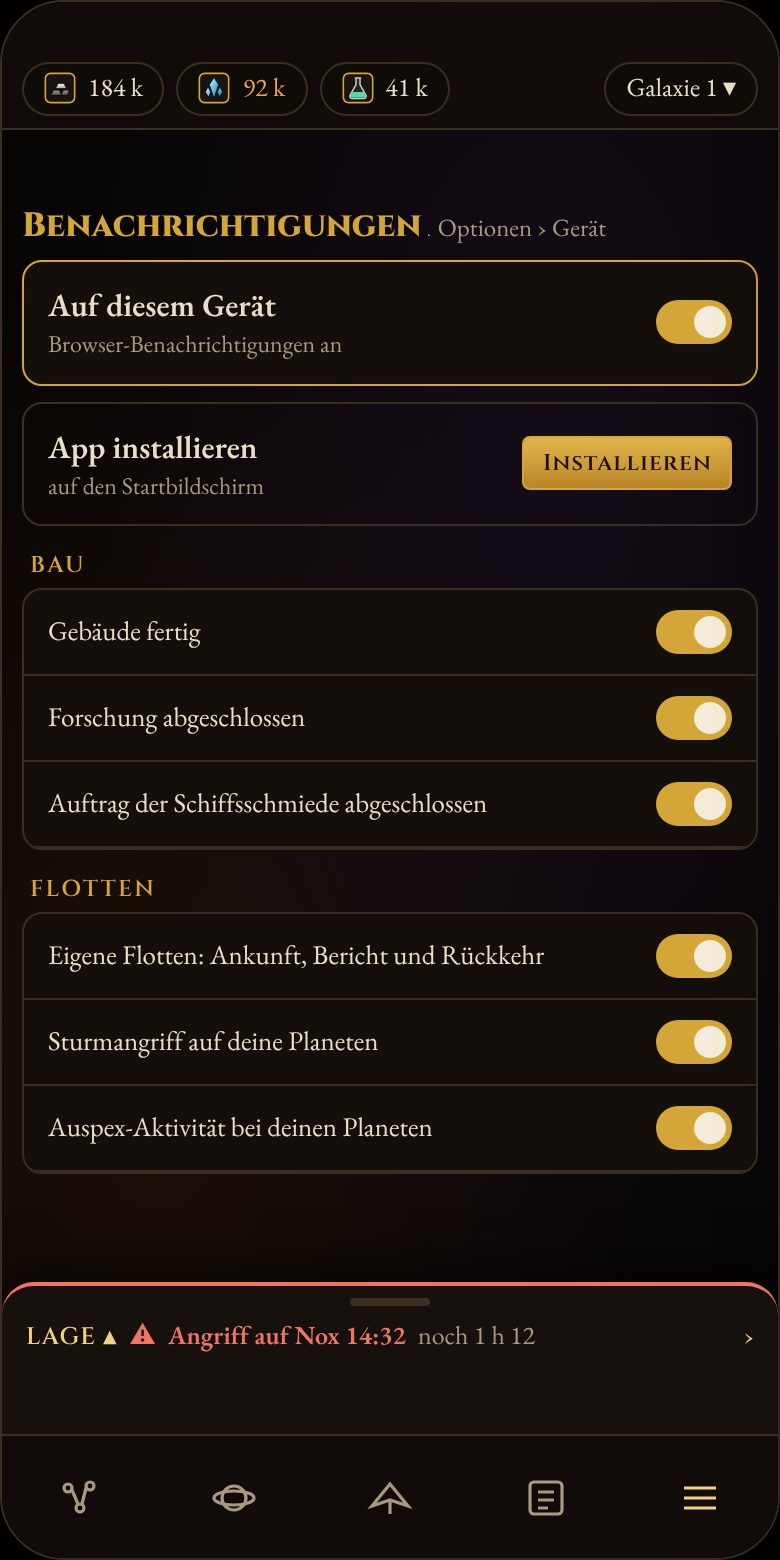 184 k 92 k 41 k Galaxie 1 ▼
Benachrichtigungen . Optionen › Gerät
Auf diesem Gerät
Browser-Benachrichtigungen an
App installieren
auf den Startbildschirm
Installieren
BAU
Gebäude fertig
Forschung abgeschlossen
Auftrag der Schiffsschmiede abgeschlossen
FLOTTEN
Eigene Flotten: Ankunft, Bericht und Rückkehr
Sturmangriff auf deine Planeten
Auspex-Aktivität bei deinen Planeten
LAGE ▲ Angriff auf Nox 14:32 noch 1 h 12 ›